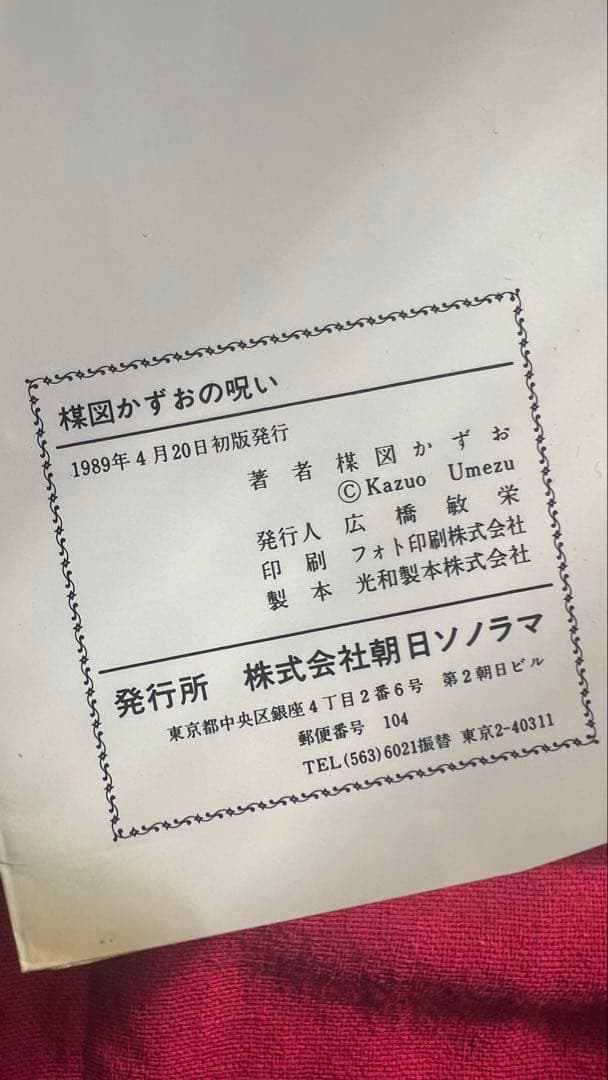 楳図かずおの呪い
1989年4月20日初版発行
著者 楳図かずお
©Kazuo Umezu
発行人 広橋敏栄
印刷 フォト印刷株式会社
製本 光和製本株式会社
発行所 株式会社朝日ソノラマ
東京都中央区銀座4丁目2番6号 第2朝日ビル
郵便番号 104
TEL(563)6021振替 東京2-40311